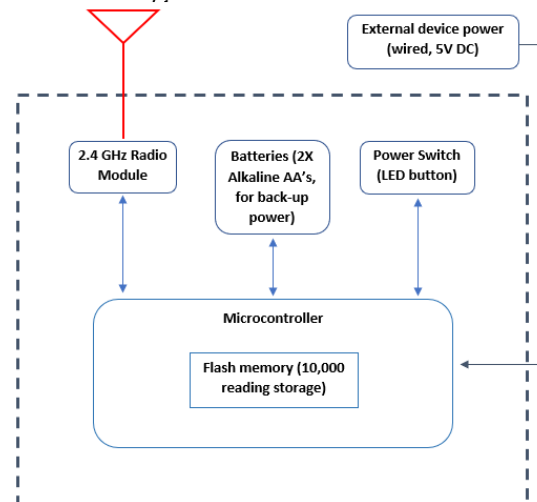 External device power
(wired, 5V DC)
2.4 GHz Radio
Module
Batteries (2X
Alkaline AA's,
for back-up
power)
Power Switch
(LED button)
Microcontroller
Flash memory (10,000
reading storage)